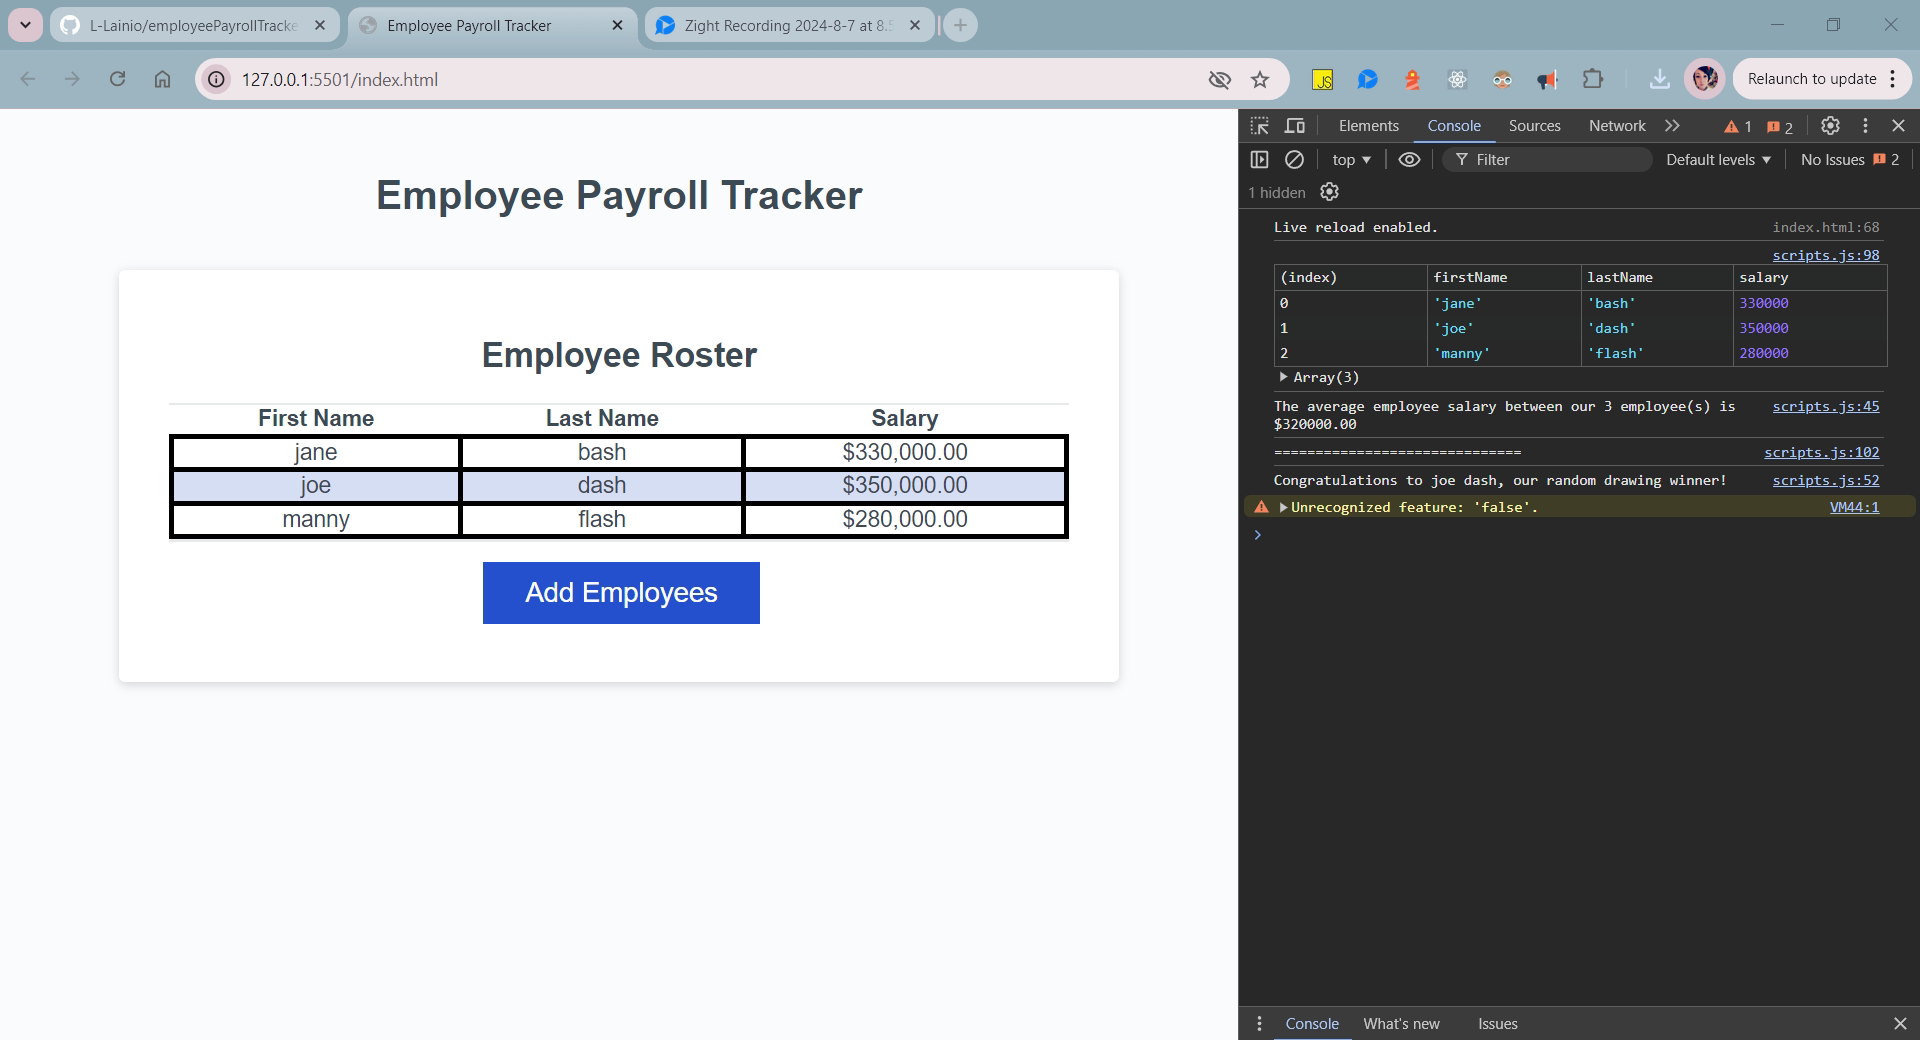 L-Lainio/employeePayrollTracke
Employee Payroll Tracker
Zight Recording 2024-8-7 at 8.5
127.0.0.1:5501/index.html
JS
Relaunch to update
Employee Payroll Tracker
Employee Roster
First Name Last Name Salary
jane bash $330,000.00
joe dash $350,000.00
manny flash $280,000.00
Add Employees
Elements Console Sources Network 1 2
top Filter Default levels No Issues 2
1 hidden
Live reload enabled. index.html:68
scripts.js:98
(index) firstName lastName salary
0 'jane' 'bash' 330000
1 'joe' 'dash' 350000
2 'manny' 'flash' 280000
Array(3)
The average employee salary between our 3 employee(s) is scripts.js:45
$320000.00
============================== scripts.js:102
Congratulations to joe dash, our random drawing winner! scripts.js:52
Unrecognized feature: 'false'. VM44:1
Console What's new Issues